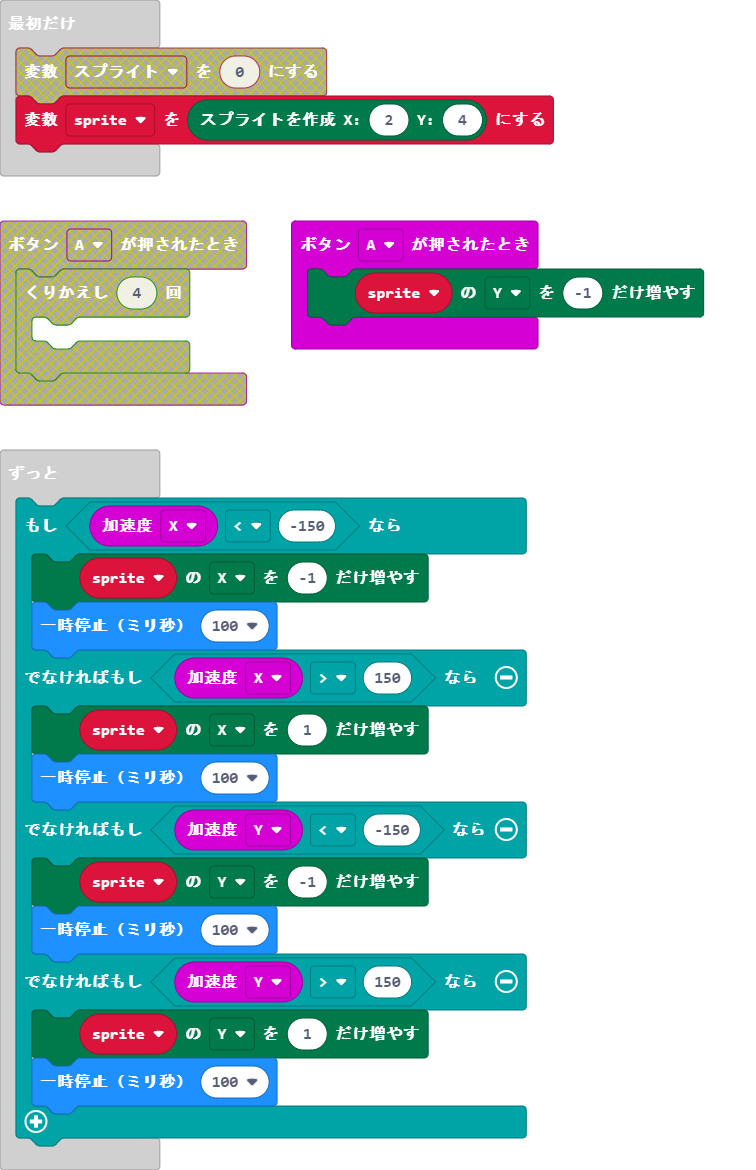 最初だけ
変数 スプライト を 0 にする
変数 sprite を スプライトを作成 X: 2 Y: 4 にする
ボタン A が押されたとき
くりかえし 4 回
ボタン A が押されたとき
sprite の Y を -1 だけ増やす
ずっと
もし 加速度 X < -150 なら
sprite の X を -1 だけ増やす
一時停止（ミリ秒） 100
でなければもし 加速度 X > 150 なら
sprite の X を 1 だけ増やす
一時停止（ミリ秒） 100
でなければもし 加速度 Y < -150 なら
sprite の Y を -1 だけ増やす
一時停止（ミリ秒） 100
でなければもし 加速度 Y > 150 なら
sprite の Y を 1 だけ増やす
一時停止（ミリ秒） 100